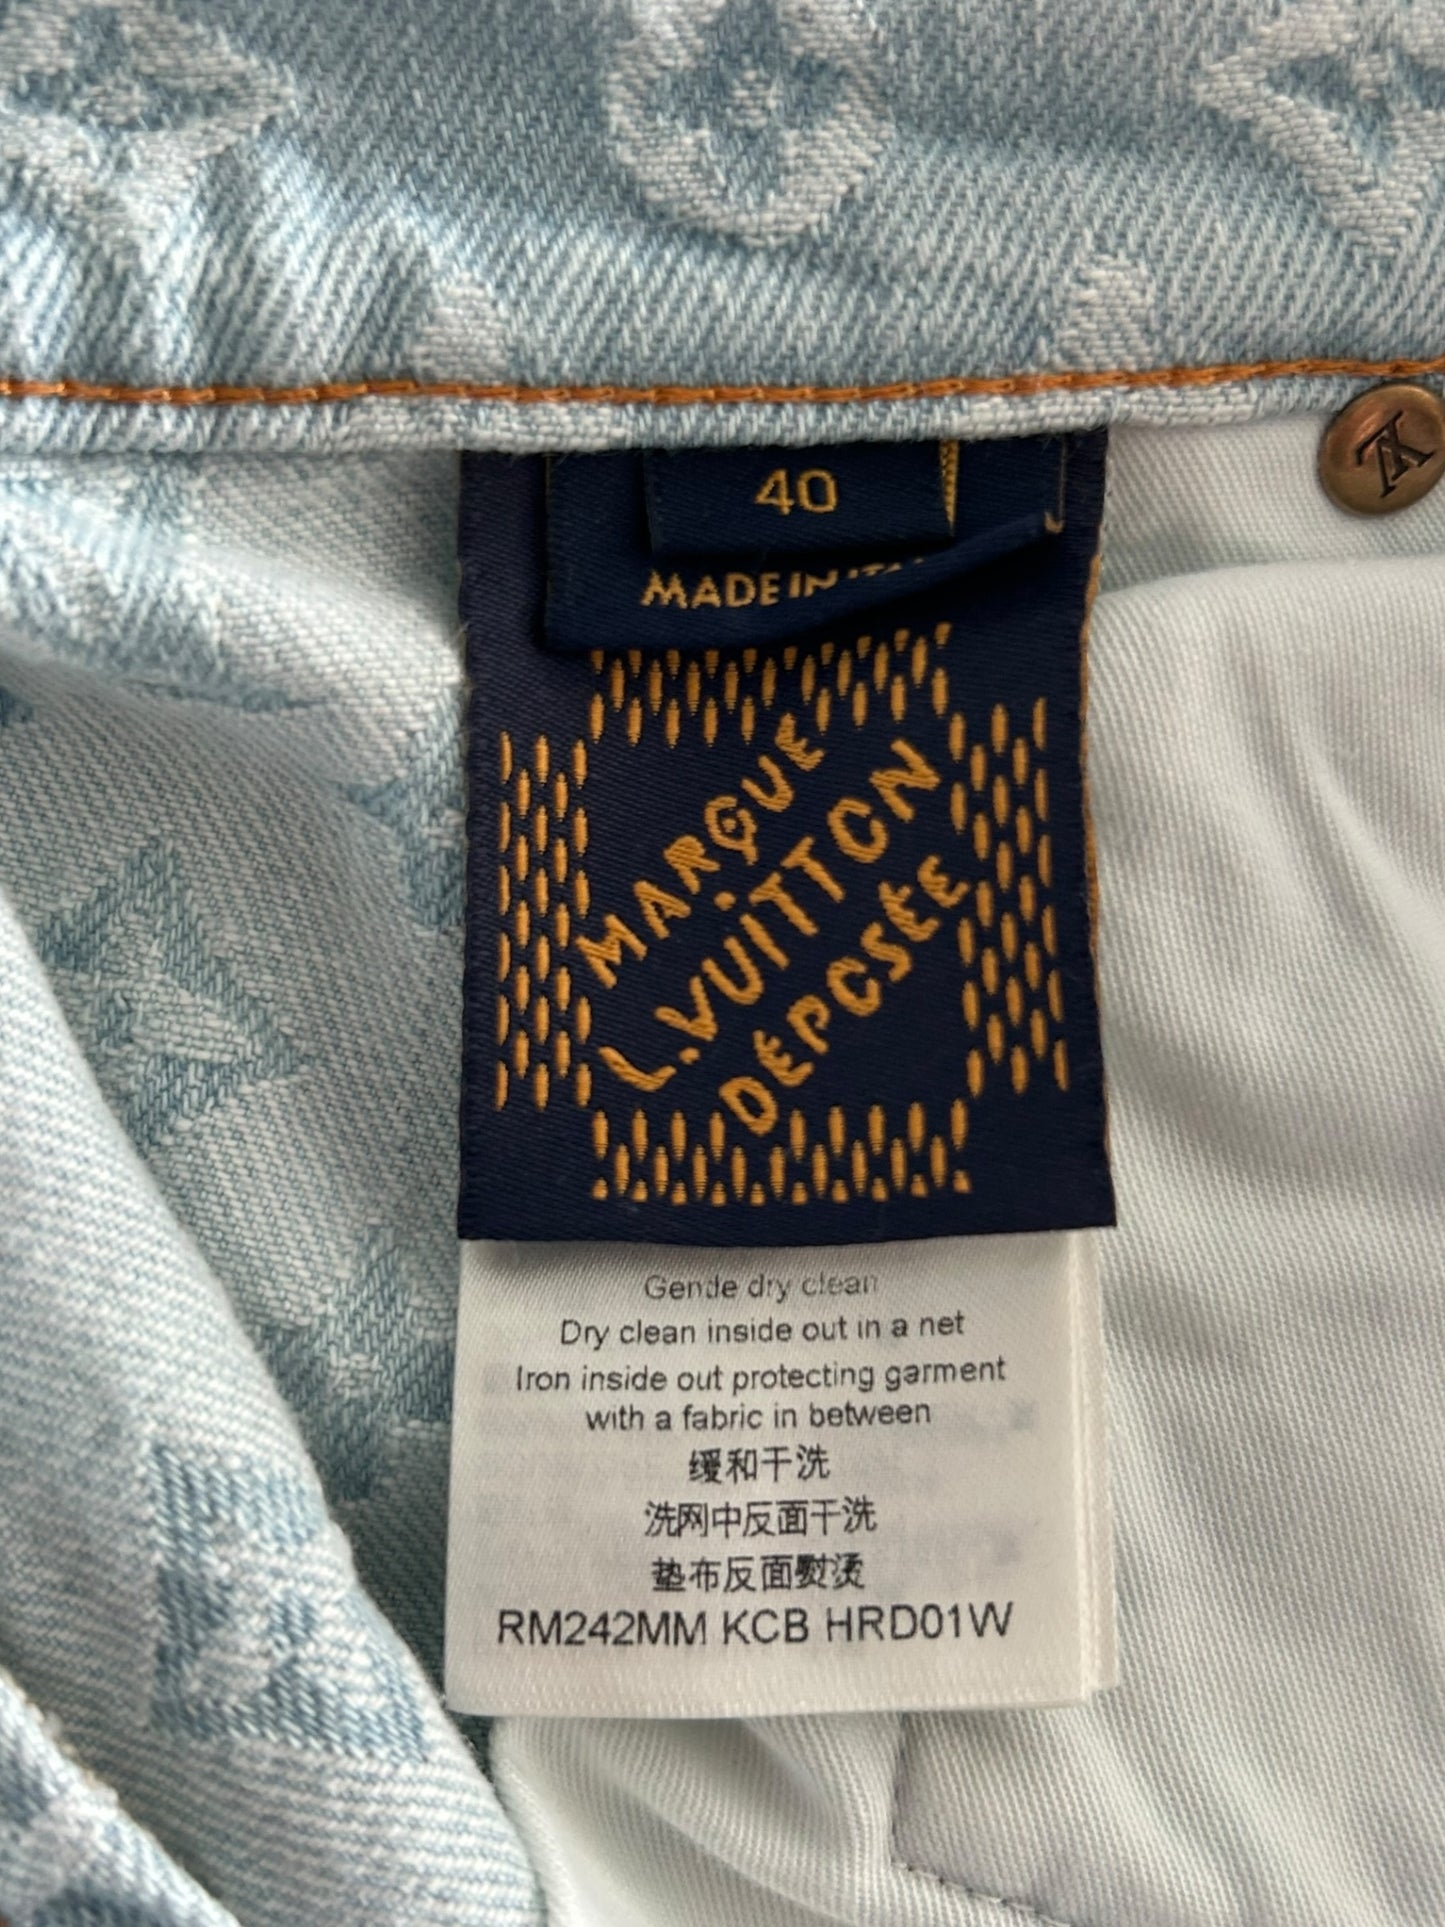 40
MADE IN
MARQUE
L.VUITTON
DÉPOSÉE
Gentle dry clean
Dry clean inside out in a net
Iron inside out protecting garment
with a fabric in between
缓和干洗
洗网中反面干洗
垫布反面熨烫
RM242MM KCB HRD01W
LV